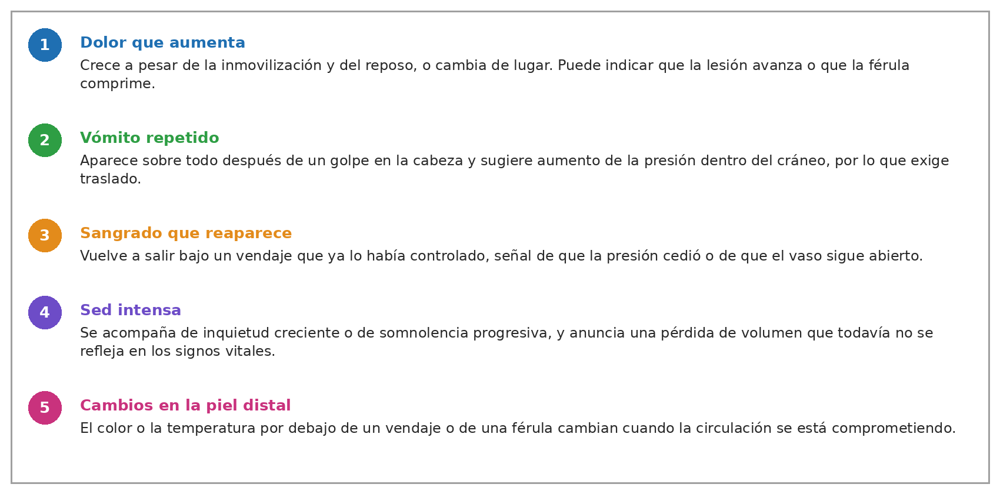 1
Dolor que aumenta
Crece a pesar de la inmovilización y del reposo, o cambia de lugar. Puede indicar que la lesión avanza o que la férula
comprime.
2
Vómito repetido
Aparece sobre todo después de un golpe en la cabeza y sugiere aumento de la presión dentro del cráneo, por lo que exige
traslado.
3
Sangrado que reaparece
Vuelve a salir bajo un vendaje que ya lo había controlado, señal de que la presión cedió o de que el vaso sigue abierto.
4
Sed intensa
Se acompaña de inquietud creciente o de somnolencia progresiva, y anuncia una pérdida de volumen que todavía no se
refleja en los signos vitales.
5
Cambios en la piel distal
El color o la temperatura por debajo de un vendaje o de una férula cambian cuando la circulación se está comprometiendo.